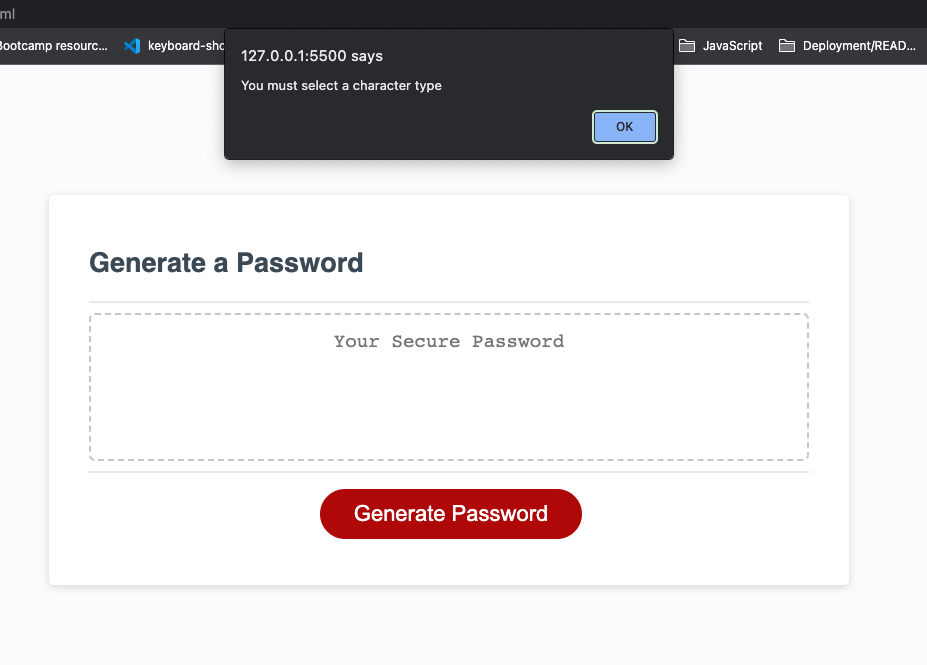 ml
Bootcamp resourc...
keyboard-sho
JavaScript
Deployment/READ...
127.0.0.1:5500 says
You must select a character type
OK
Generate a Password
Your Secure Password
Generate Password